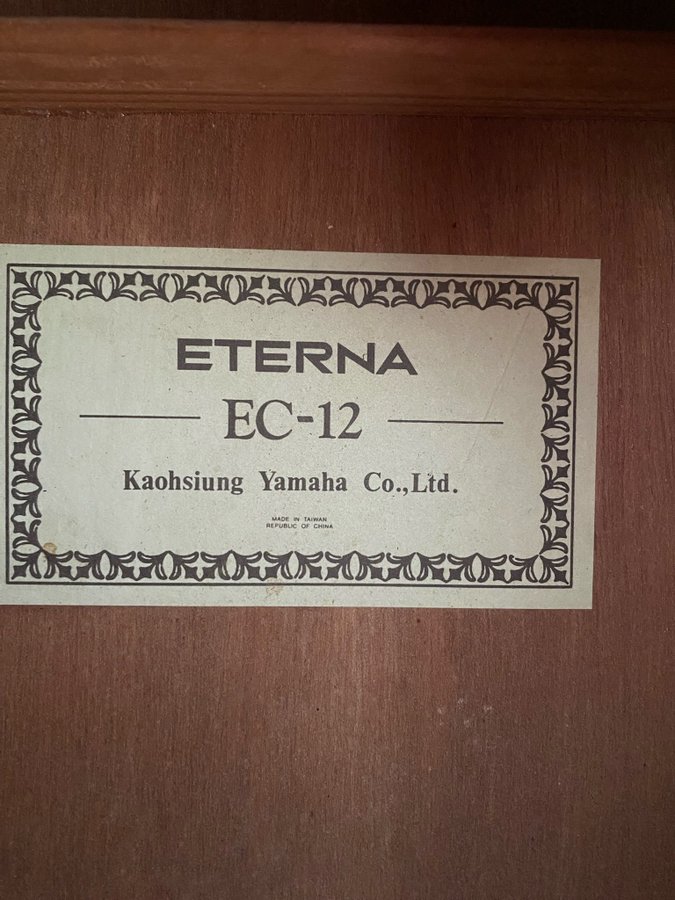 ETERNA
EC-12
Kaohsiung Yamaha Co.,Ltd.
MADE IN TAIWAN
REPUBLIC OF CHINA